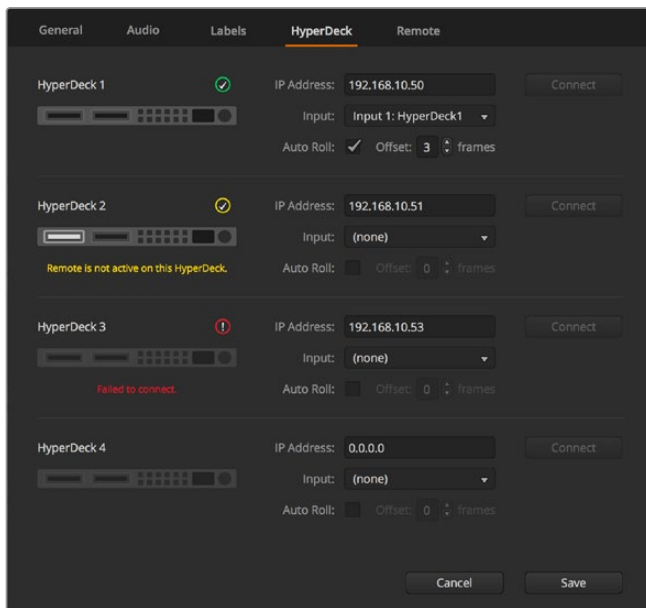 General Audio Labels HyperDeck Remote
HyperDeck 1 IP Address: 192.168.10.50 Connect
Input: Input 1: HyperDeck1
Auto Roll: Offset: 3 frames
HyperDeck 2 IP Address: 192.168.10.51 Connect
Input: (none)
Remote is not active on this HyperDeck.
Auto Roll: Offset: 0 frames
HyperDeck 3 IP Address: 192.168.10.53 Connect
Input: (none)
Failed to connect.
Auto Roll: Offset: 0 frames
HyperDeck 4 IP Address: 0.0.0.0 Connect
Input: (none)
Auto Roll: Offset: 0 frames
Cancel Save